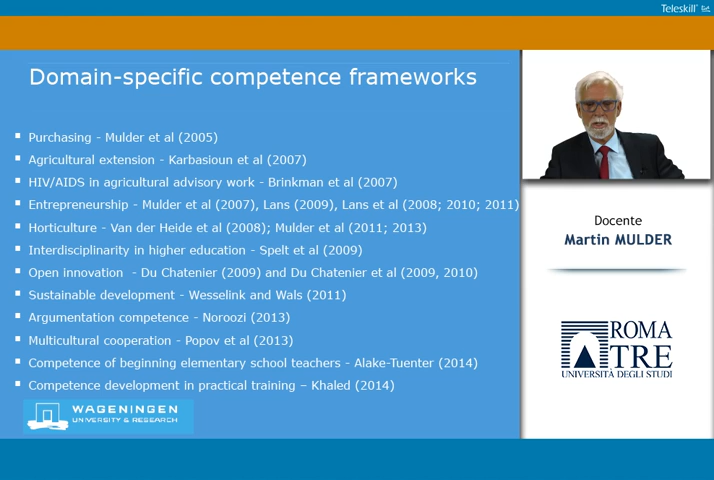 Teleskill
Domain-specific competence frameworks
Purchasing - Mulder et al (2005)
Agricultural extension - Karbasioun et al (2007)
HIV/AIDS in agricultural advisory work - Brinkman et al (2007)
Entrepreneurship - Mulder et al (2007), Lans (2009), Lans et al (2008; 2010; 2011)
Horticulture - Van der Heide et al (2008); Mulder et al (2011; 2013)
Interdisciplinarity in higher education - Spelt et al (2009)
Open innovation - Du Chatenier (2009) and Du Chatenier et al (2009, 2010)
Sustainable development - Wesselink and Wals (2011)
Argumentation competence - Noroozi (2013)
Multicultural cooperation - Popov et al (2013)
Competence of beginning elementary school teachers - Alake-Tuenter (2014)
Competence development in practical training – Khaled (2014)
WAGENINGEN
UNIVERSITY & RESEARCH
Docente
Martin MULDER
ROMA
TRE
UNIVERSITÀ DEGLI STUDI